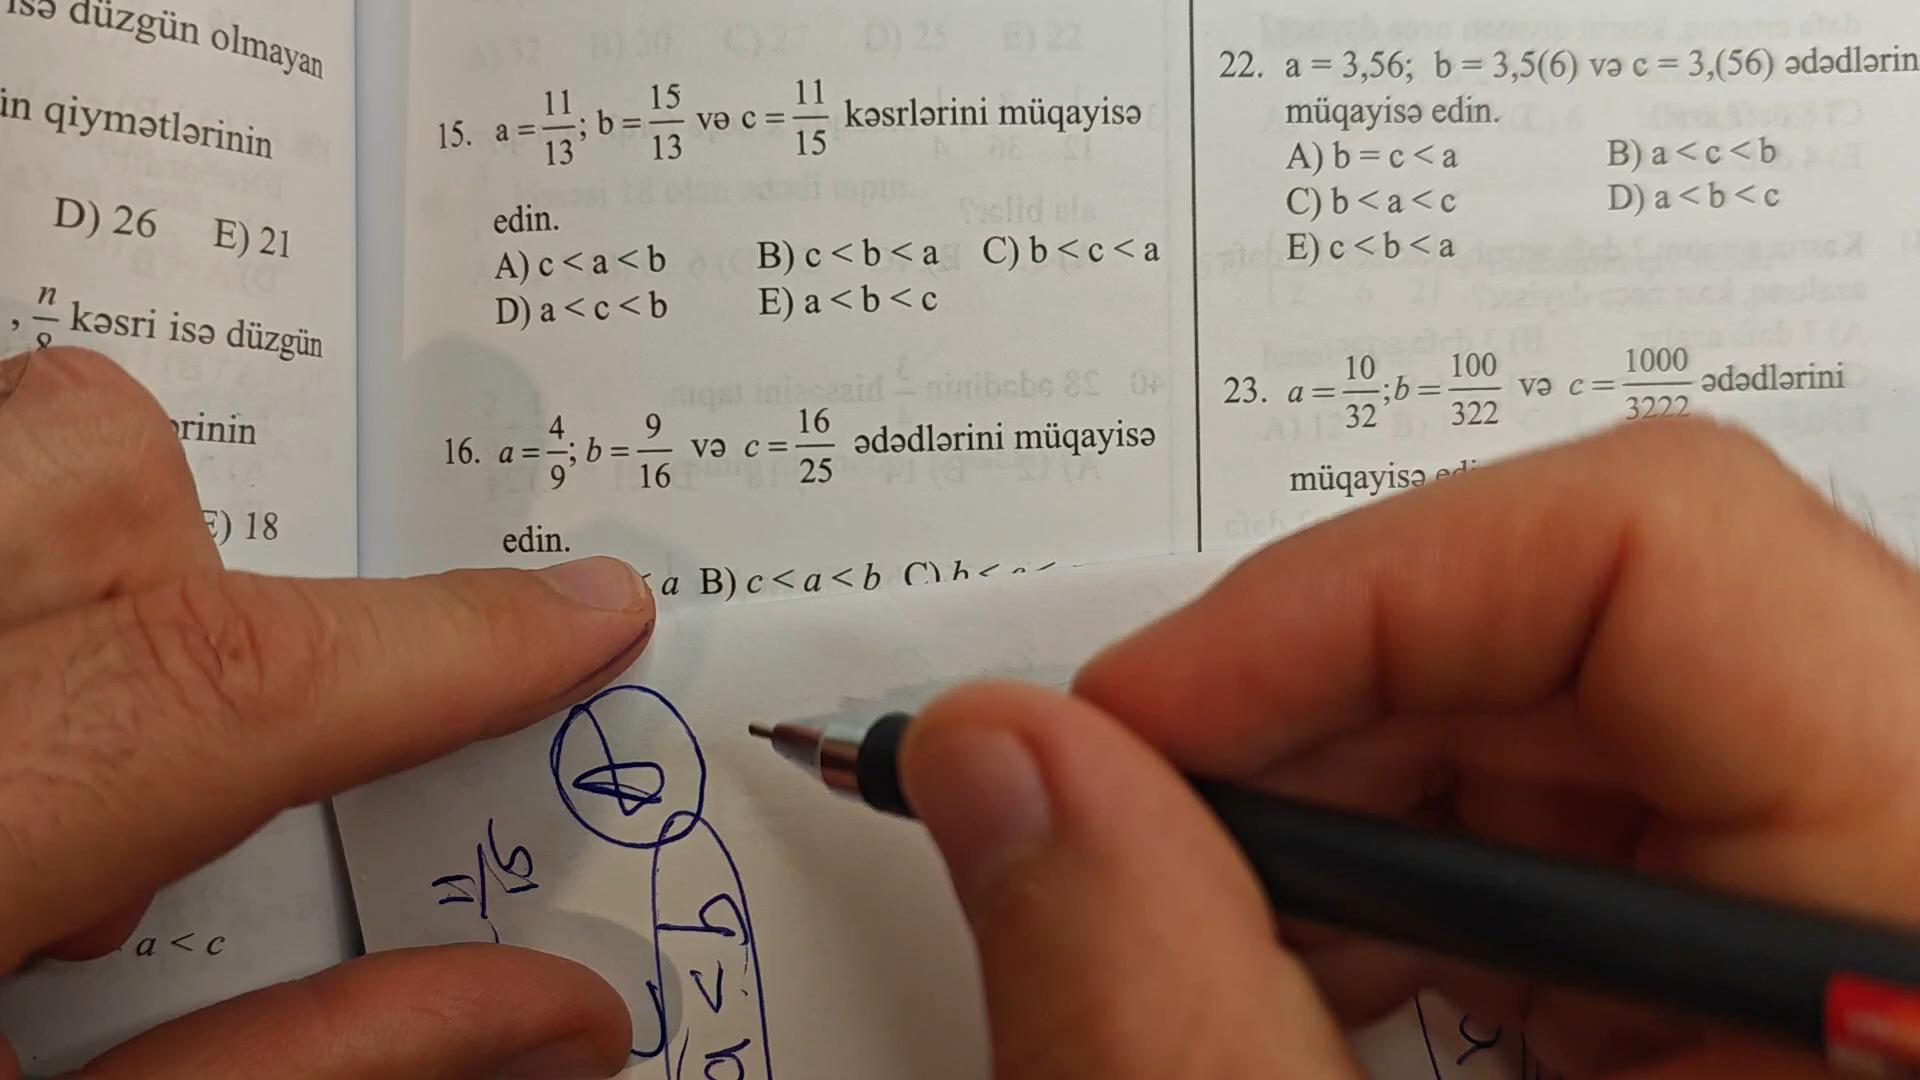 isə düzgün olmayan
in qiymətlərinin
D) 26 E) 21
, n/8 kəsri isə düzgün
ərinin
E) 18
a < c
15. a = 11/13; b = 15/13 və c = 11/15 kəsrlərini müqayisə
edin.
A) c < a < b B) c < b < a C) b < c < a
D) a < c < b E) a < b < c
16. a = 4/9; b = 9/16 və c = 16/25 ədədlərini müqayisə
edin.
a B) c < a < b C) b <
22. a = 3,56; b = 3,5(6) və c = 3,(56) ədədlərin
müqayisə edin.
A) b = c < a B) a < c < b
C) b < a < c D) a < b < c
E) c < b < a
23. a = 10/32; b = 100/322 və c = 1000/3222 ədədlərini
müqayisə